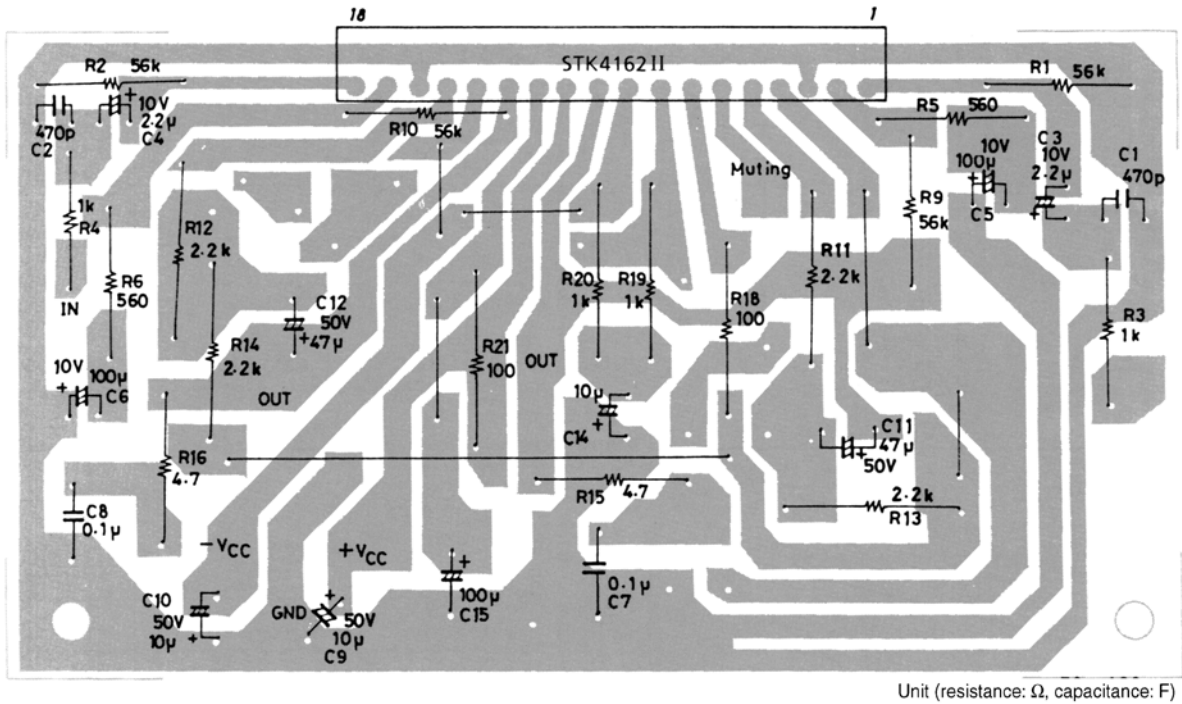 18
1
STK4162II
R2
56k
10V
2.2µ
C4
470p
C2
R10
56k
R5
560
R1
56k
C3
10V
2.2µ
10V
100µ
C5
C1
470p
Muting
1k
R4
R12
2.2k
R9
56k
R11
2.2k
R6
560
IN
C12
50V
47µ
R20
1k
R19
1k
R18
100
R3
1k
R14
2.2k
R21
100
OUT
10V
100µ
C6
OUT
10µ
C14
C11
47µ
50V
R16
4.7
R15
4.7
2.2k
R13
C8
0.1µ
−VCC
+VCC
100µ
C15
0.1µ
C7
C10
50V
10µ
GND
50V
10µ
C9
Unit (resistance: Ω, capacitance: F)